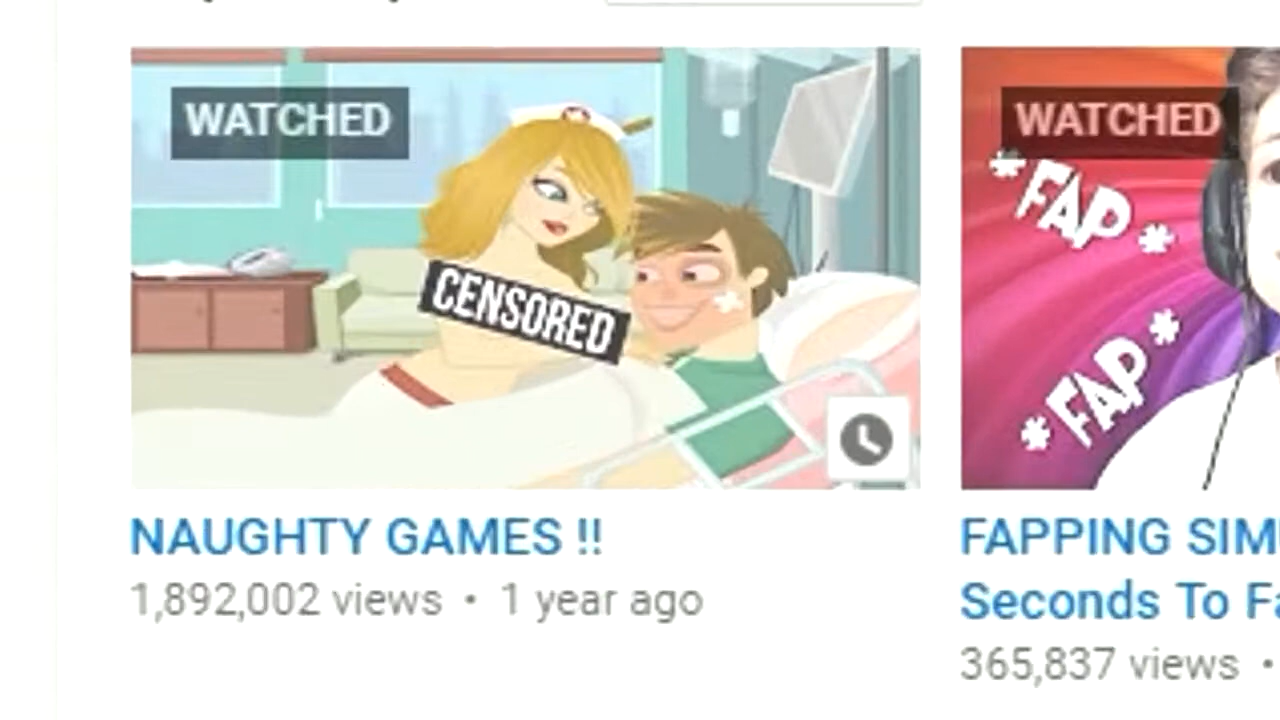 WATCHED
CENSORED
NAUGHTY GAMES !!
1,892,002 views • 1 year ago
WATCHED
*FAP*
*FAP*
FAPPING SIM
Seconds To Fa
365,837 views •